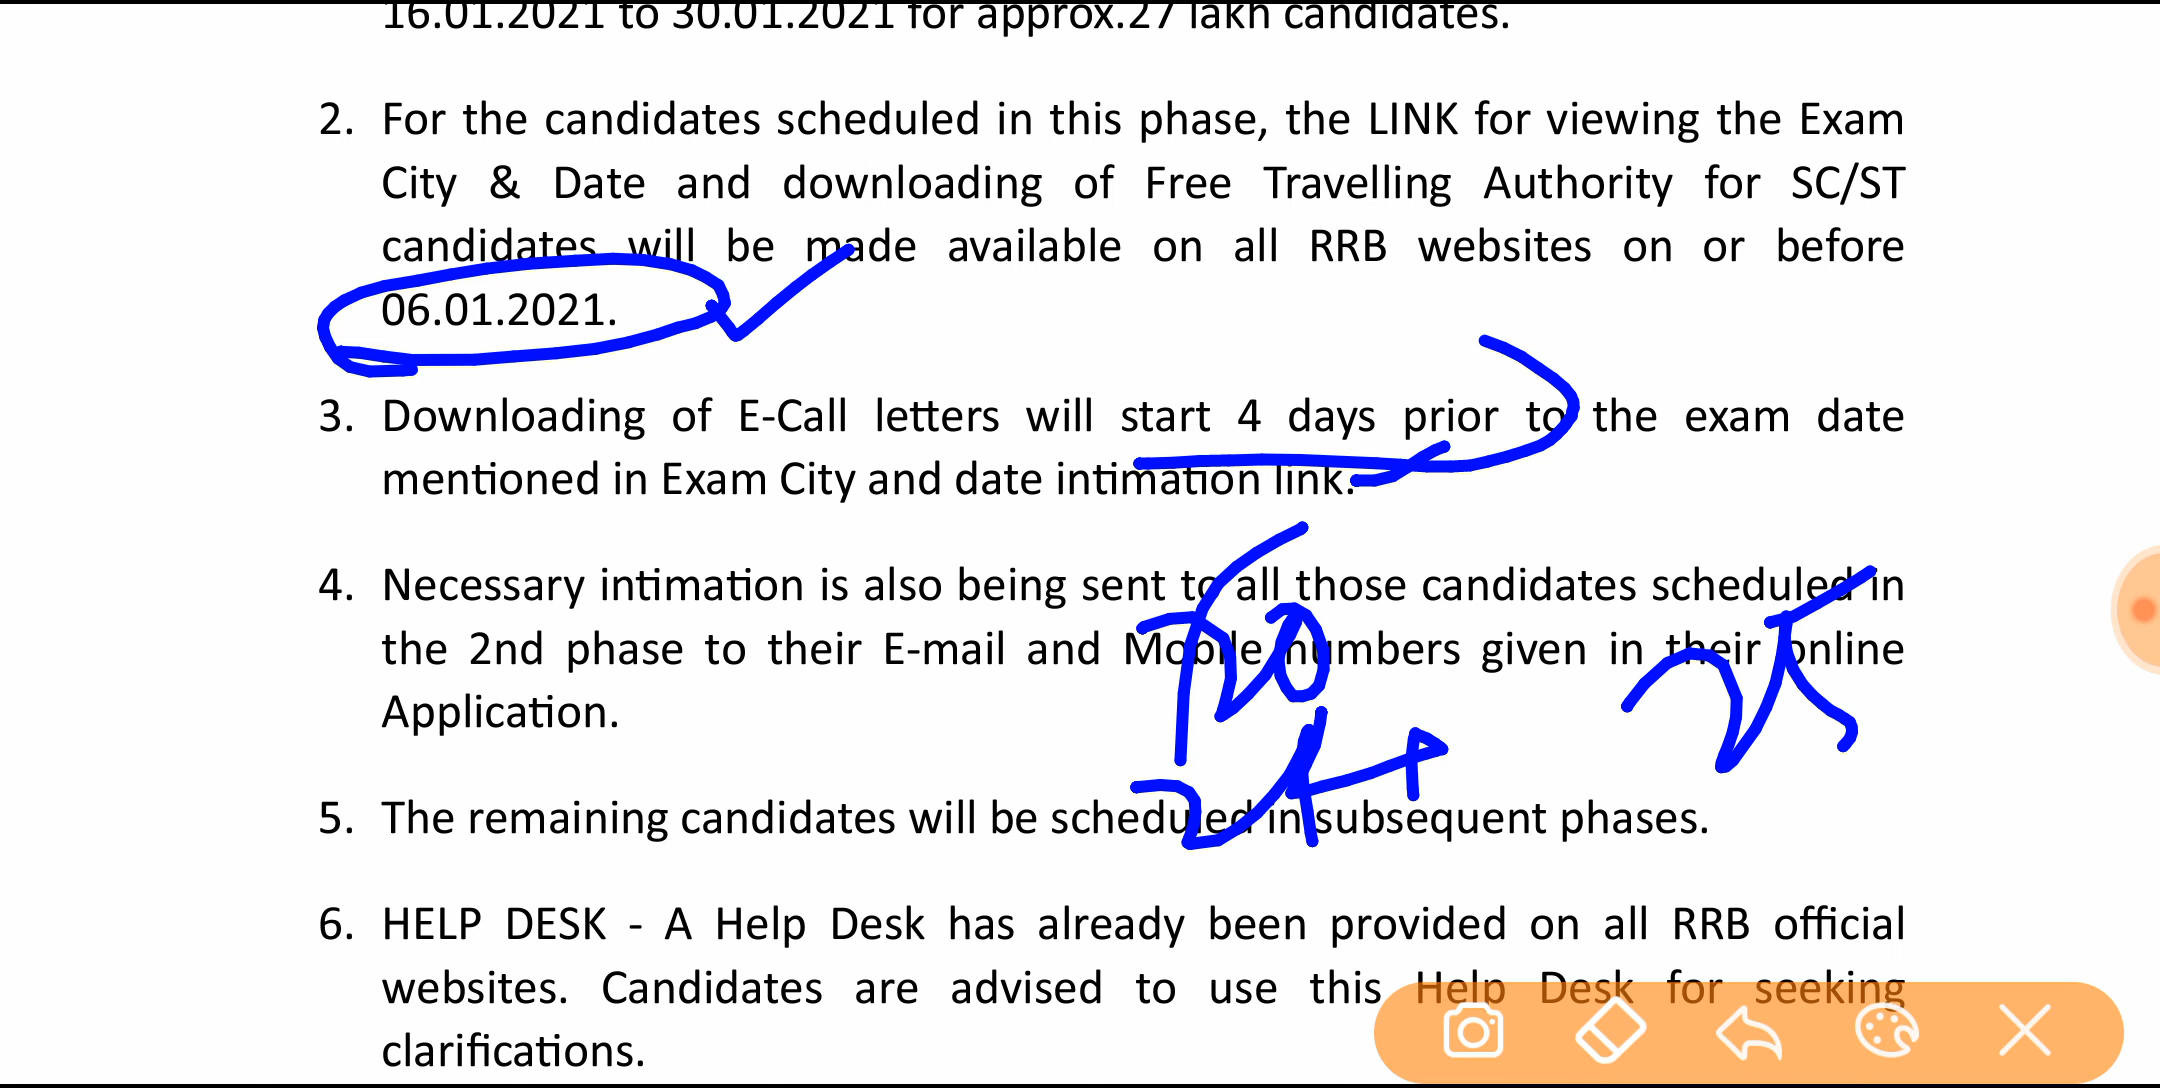 16.01.2021 to 30.01.2021 for approx.27 lakh candidates.
2. For the candidates scheduled in this phase, the LINK for viewing the Exam
City & Date and downloading of Free Travelling Authority for SC/ST
candidates will be made available on all RRB websites on or before
06.01.2021.
3. Downloading of E-Call letters will start 4 days prior to the exam date
mentioned in Exam City and date intimation link.
4. Necessary intimation is also being sent to all those candidates scheduled in
the 2nd phase to their E-mail and Mobile numbers given in their online
Application.
20
25
24
5. The remaining candidates will be scheduled in subsequent phases.
6. HELP DESK - A Help Desk has already been provided on all RRB official
websites. Candidates are advised to use this Help Desk for seeking
clarifications.